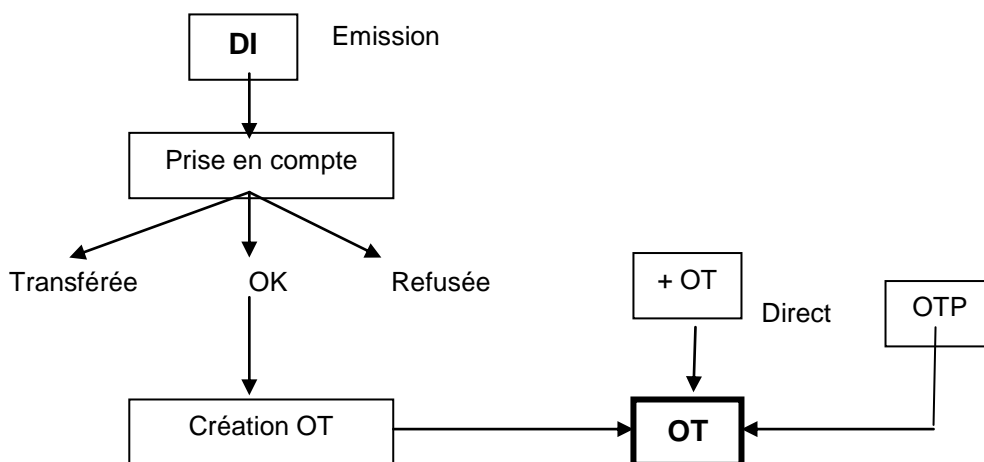 DI
Emission
Prise en compte
Transférée
OK
Refusée
+ OT
Direct
OTP
Création OT
OT